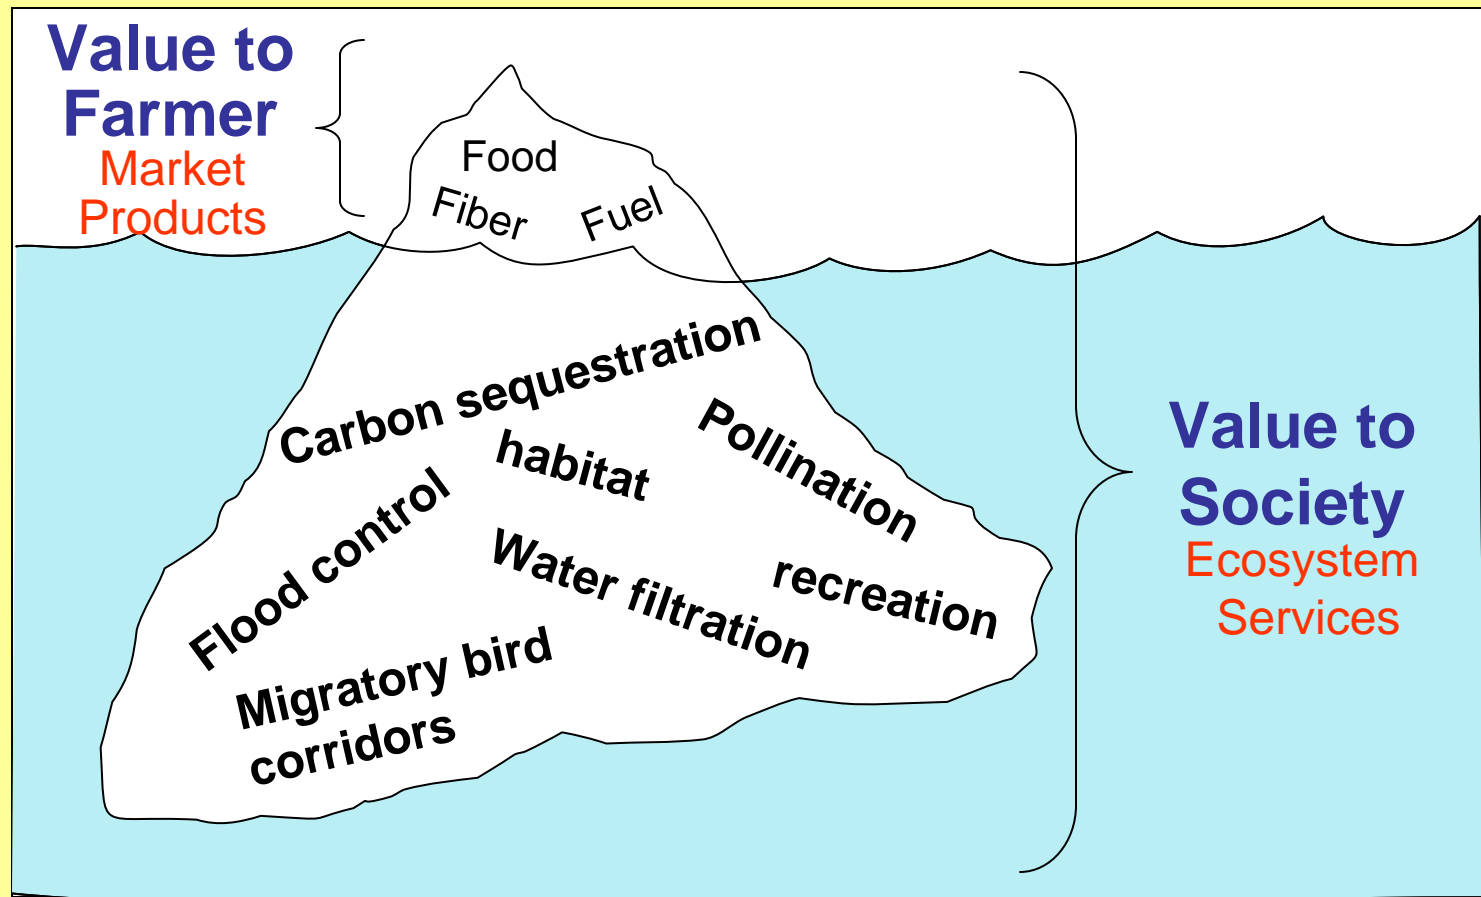 Value to
Farmer
Market
Products
Food
Fiber
Fuel
Carbon sequestration
habitat
Pollination
Flood control
Water filtration
recreation
Migratory bird
corridors
Value to
Society
Ecosystem
Services